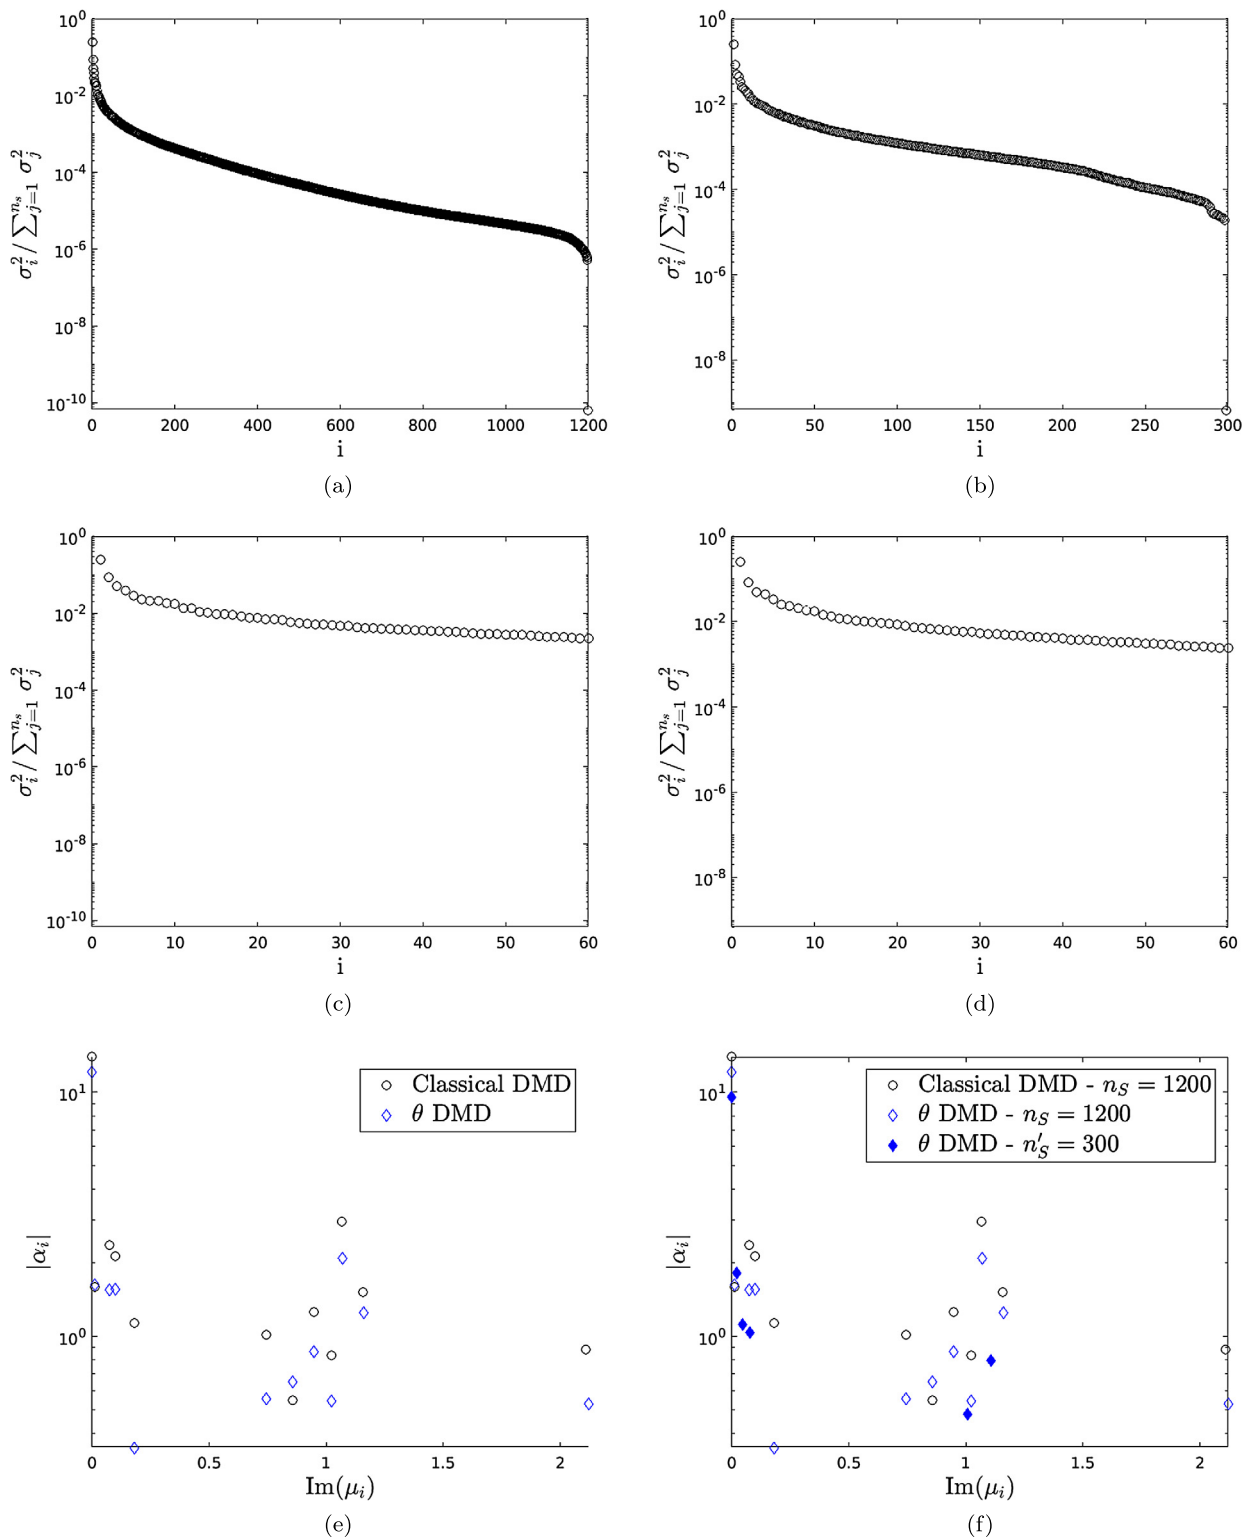 10^0
10^-2
10^-4
10^-6
10^-8
10^-10
σ_i^2 / ∑_{j=1}^{n_s} σ_j^2
0 200 400 600 800 1000 1200
i
(a)
10^0
10^-2
10^-4
10^-6
10^-8
σ_i^2 / ∑_{j=1}^{n_s} σ_j^2
0 50 100 150 200 250 300
i
(b)
10^0
10^-2
10^-4
10^-6
10^-8
10^-10
σ_i^2 / ∑_{j=1}^{n_s} σ_j^2
0 10 20 30 40 50 60
i
(c)
10^0
10^-2
10^-4
10^-6
10^-8
σ_i^2 / ∑_{j=1}^{n_s} σ_j^2
0 10 20 30 40 50 60
i
(d)
Classical DMD
θ DMD
10^1
10^0
|α_i|
0 0.5 1 1.5 2
Im(μ_i)
(e)
Classical DMD - n_S = 1200
θ DMD - n_S = 1200
θ DMD - n'_S = 300
10^1
10^0
|α_i|
0 0.5 1 1.5 2
Im(μ_i)
(f)